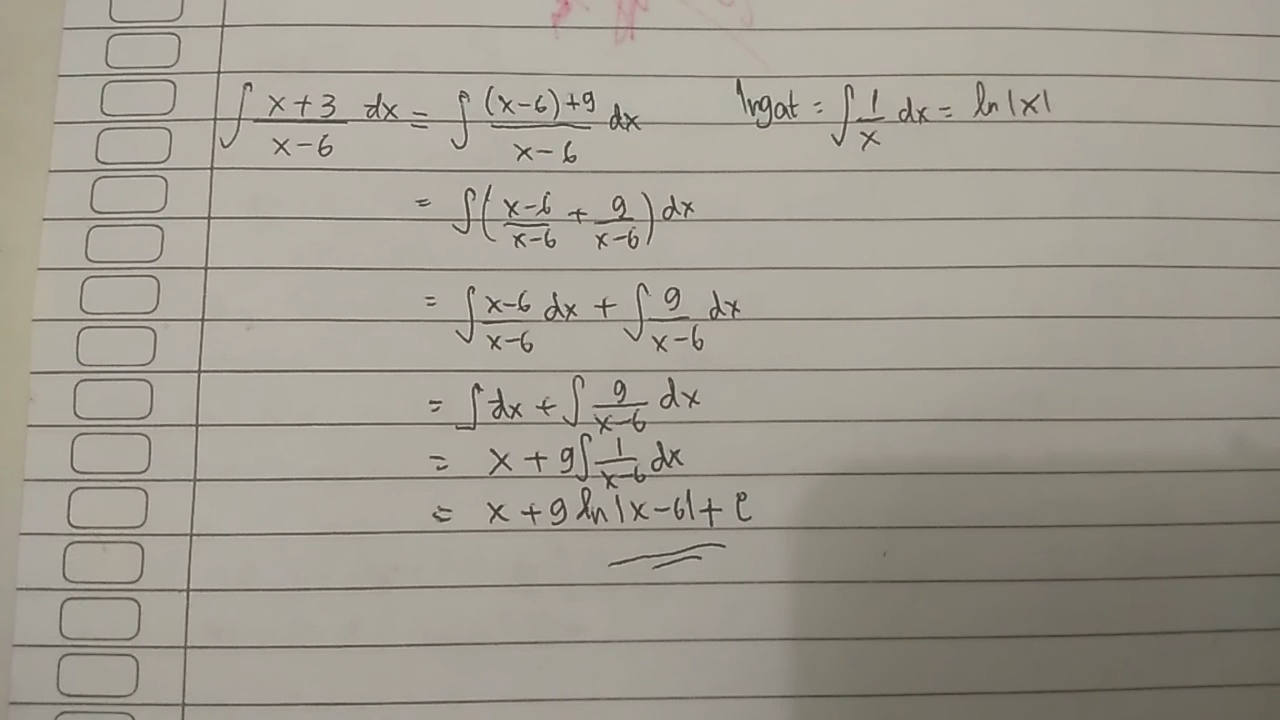 ∫ (x+3)/(x-6) dx = ∫ ((x-6)+9)/(x-6) dx Ingat = ∫ 1/x dx = ln|x|
= ∫ ( (x-6)/(x-6) + 9/(x-6) ) dx
= ∫ (x-6)/(x-6) dx + ∫ 9/(x-6) dx
= ∫ dx + ∫ 9/(x-6) dx
= x + 9 ∫ 1/(x-6) dx
= x + 9 ln|x-6| + C